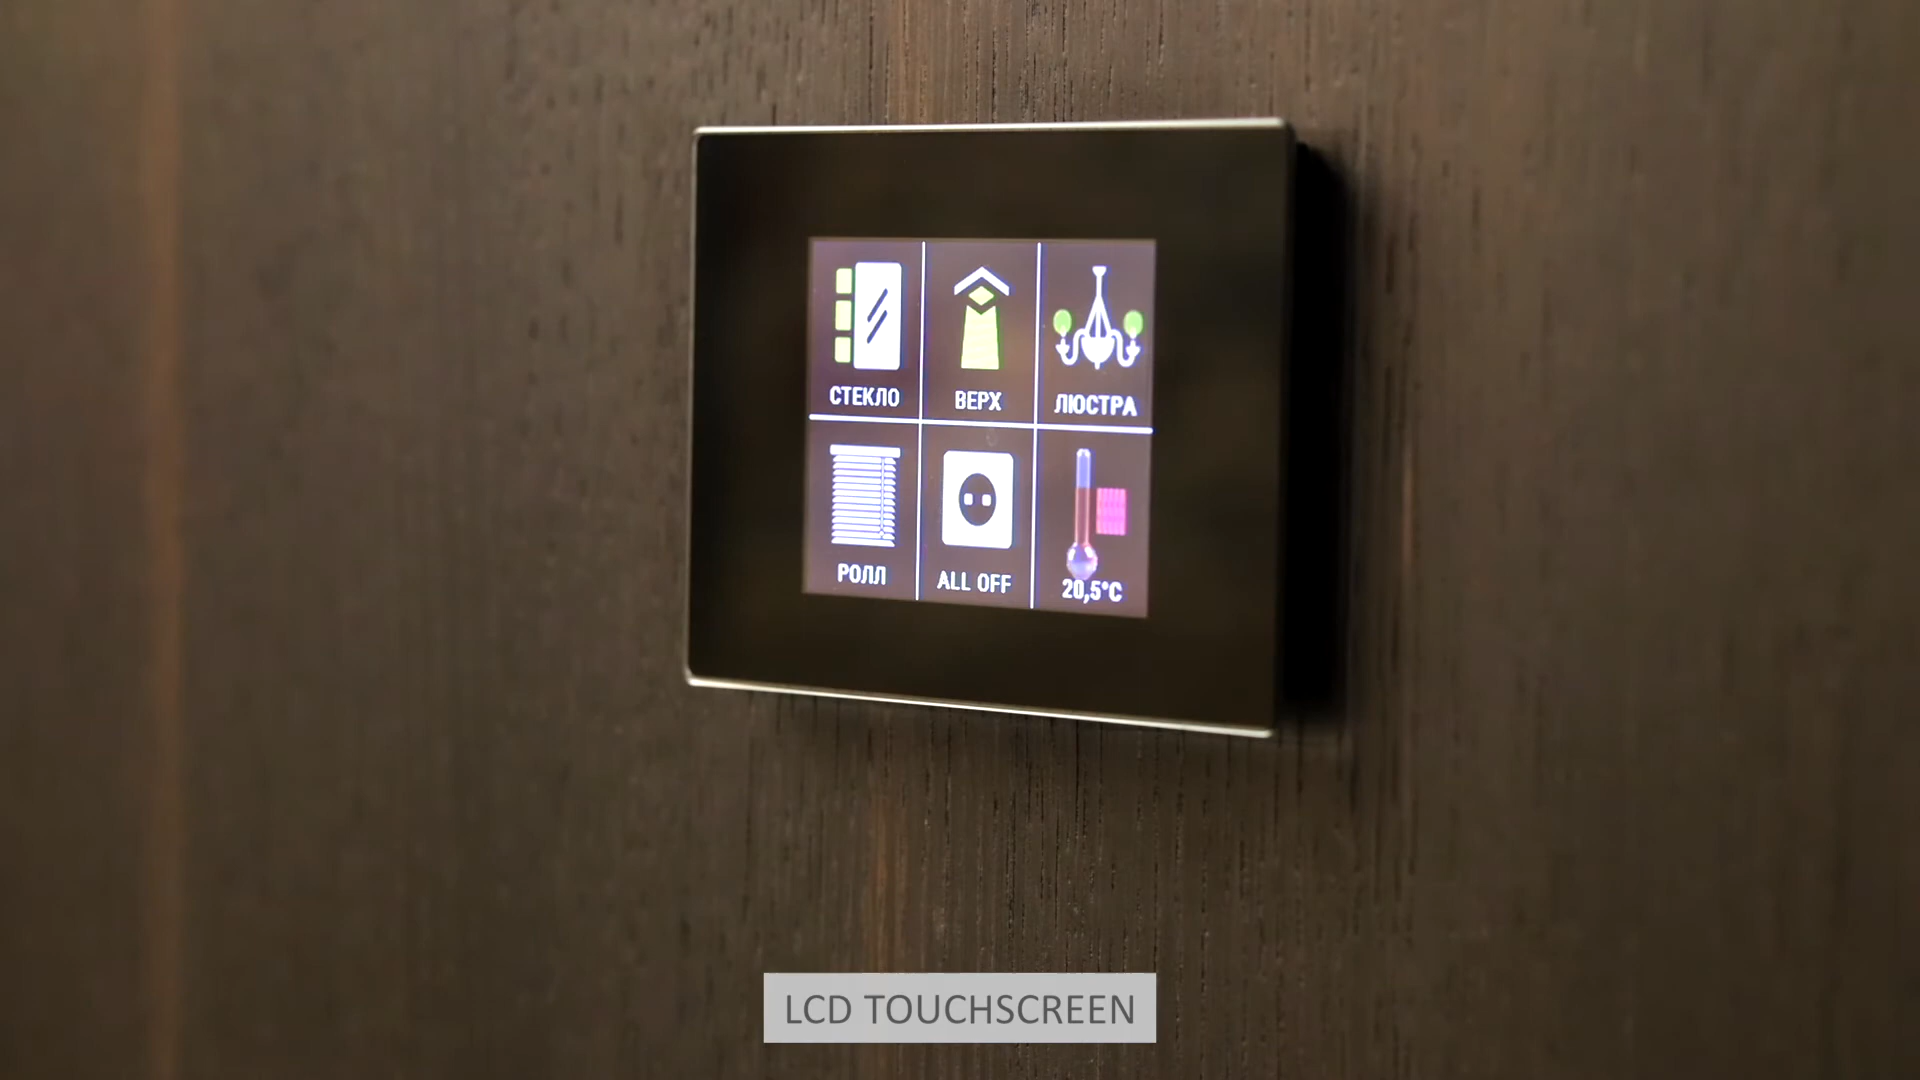 СТЕКЛО
ВЕРХ
ЛЮСТРА
РОЛЛ
ALL OFF
20,5°C
LCD TOUCHSCREEN